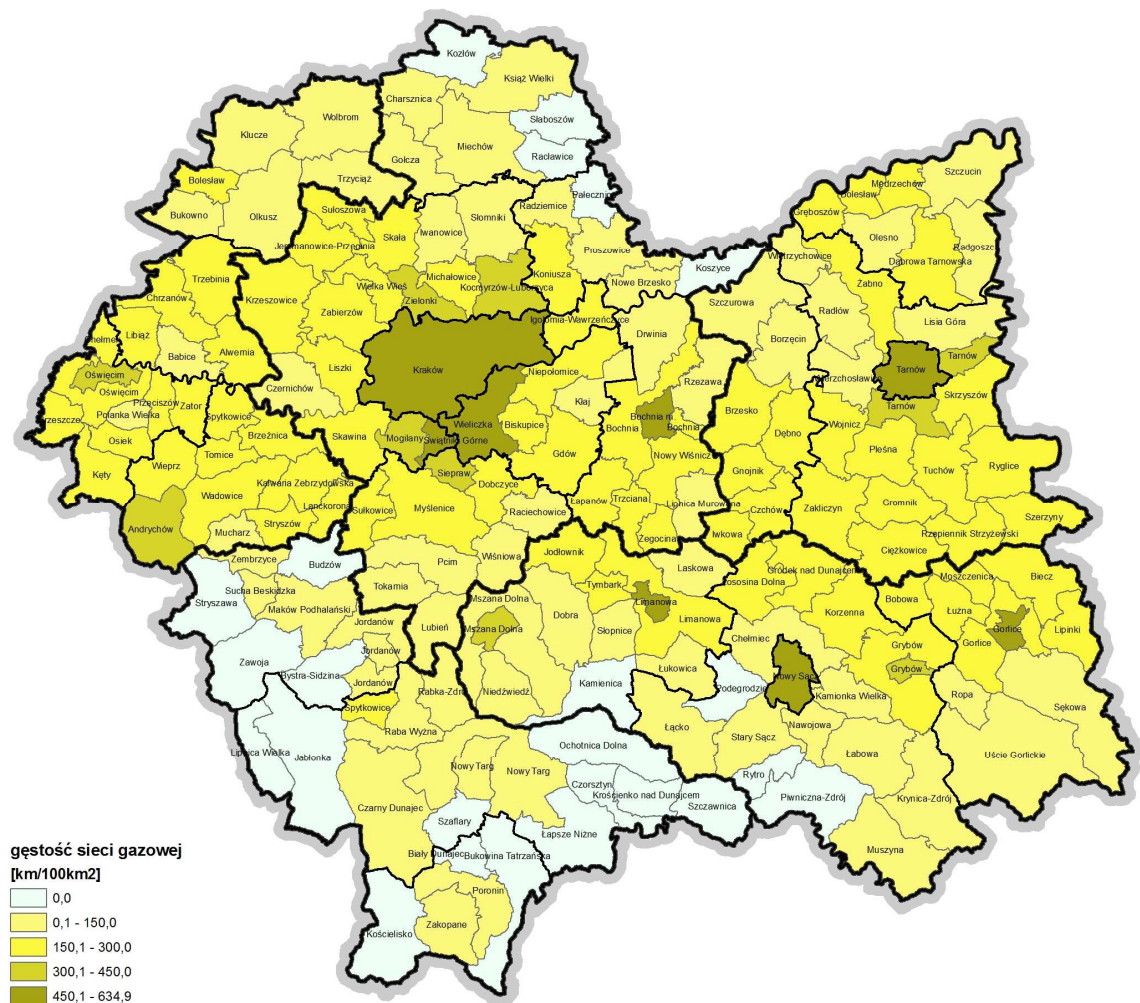 Kozłów
Książ Wielki
Charsznica
Słaboszów
Wolbrom
Klucze
Miechów
Racławice
Gołcza
Trzyciąż
Bolesław
Bukowno
Olkusz
Pałecznica
Radziemice
Szczucin
Mędrzechów
Bolesław
Gręboszów
Sułoszowa
Słomniki
Iwanowice
Skała
Jerzmanowice-Przeginia
Proszowice
Olesno
Radgoszcz
Dąbrowa Tarnowska
Wietrzychowice
Koszyce
Koniusza
Nowe Brzesko
Michałowice
Wielka Wieś
Kocmyrzów-Luborzyca
Zielonki
Trzebinia
Chrzanów
Krzeszowice
Zabierzów
Żabno
Szczurowa
Radłów
Lisia Góra
Igołomia-Wawrzeńczyce
Drwinia
Borzęcin
Libiąż
Babice
Alwernia
Liszki
Kraków
Niepołomice
Tarnów
Tarnów
Czernichów
Rzezawa
Wierzchosławice
Oświęcim
Oświęcim
Przeciszów
Polanka Wielka
Zator
Kłaj
Skrzyszów
Spytkowice
Brzeźnica
Wieliczka
Biskupice
Bochnia
Bochnia
Brzesko
Tarnów
Wojnicz
Osiek
Tomice
Skawina
Mogilany
Świątniki Górne
Dębno
Pleśna
Kęty
Wieprz
Gdów
Nowy Wiśnicz
Tuchów
Ryglice
Siepraw
Gnojnik
Wadowice
Kalwaria Zebrzydowska
Dobczyce
Łapanów
Trzciana
Lipnica Murowana
Czchów
Zakliczyn
Gromnik
Lanckorona
Sułkowice
Myślenice
Raciechowice
Andrychów
Stryszów
Mucharz
Żegocina
Iwkowa
Rzepiennik Strzyżewski
Szerzyny
Ciężkowice
Wiśniowa
Jodłownik
Laskowa
Zembrzyce
Budzów
Pcim
Gródek nad Dunajcem
Łososina Dolna
Moszczenica
Biecz
Sucha Beskidzka
Stryszawa
Maków Podhalański
Tokarnia
Tymbark
Bobowa
Mszana Dolna
Limanowa
Korzenna
Łużna
Jordanów
Dobra
Słopnice
Limanowa
Lubień
Mszana Dolna
Chełmiec
Grybów
Gorlice
Gorlice
Lipinki
Jordanów
Zawoja
Bystra-Sidzina
Łukowica
Grybów
Jordanów
Niedźwiedź
Kamienica
Podegrodzie
Nowy Sącz
Rabka-Zdrój
Kamionka Wielka
Ropa
Spytkowice
Sękowa
Raba Wyżna
Łącko
Nawojowa
Stary Sącz
Łabowa
Uście Gorlickie
Lipnica Wielka
Jabłonka
Ochotnica Dolna
Nowy Targ
Nowy Targ
Rytro
Czorsztyn
Krościenko nad Dunajcem
Piwniczna-Zdrój
Krynica-Zdrój
Czarny Dunajec
Szczawnica
Szaflary
Łapsze Niżne
Muszyna
Biały Dunajec
Bukowina Tatrzańska
Poronin
Zakopane
Kościelisko
gęstość sieci gazowej
[km/100km2]
0,0
0,1 - 150,0
150,1 - 300,0
300,1 - 450,0
450,1 - 634,9